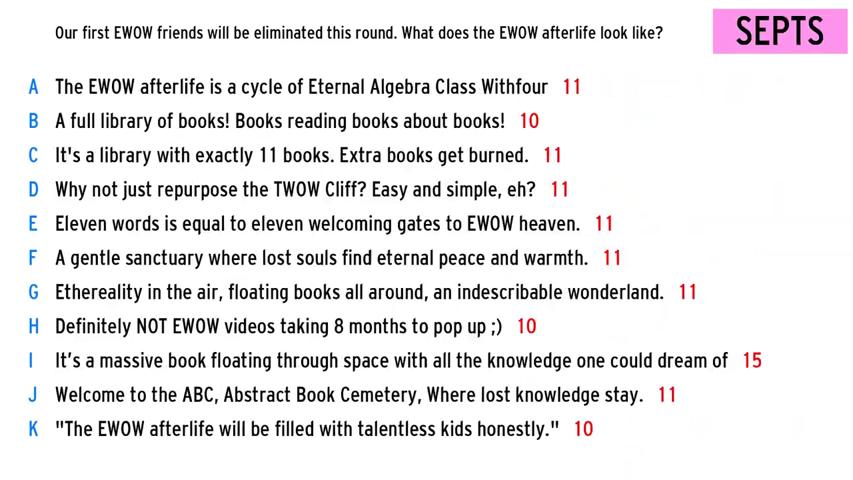 Our first EWOW friends will be eliminated this round. What does the EWOW afterlife look like?
SEPTS
A The EWOW afterlife is a cycle of Eternal Algebra Class Withfour 11
B A full library of books! Books reading books about books! 10
C It's a library with exactly 11 books. Extra books get burned. 11
D Why not just repurpose the TWOW Cliff? Easy and simple, eh? 11
E Eleven words is equal to eleven welcoming gates to EWOW heaven. 11
F A gentle sanctuary where lost souls find eternal peace and warmth. 11
G Ethereality in the air, floating books all around, an indescribable wonderland. 11
H Definitely NOT EWOW videos taking 8 months to pop up ;) 10
I It’s a massive book floating through space with all the knowledge one could dream of 15
J Welcome to the ABC, Abstract Book Cemetery, Where lost knowledge stay. 11
K "The EWOW afterlife will be filled with talentless kids honestly." 10